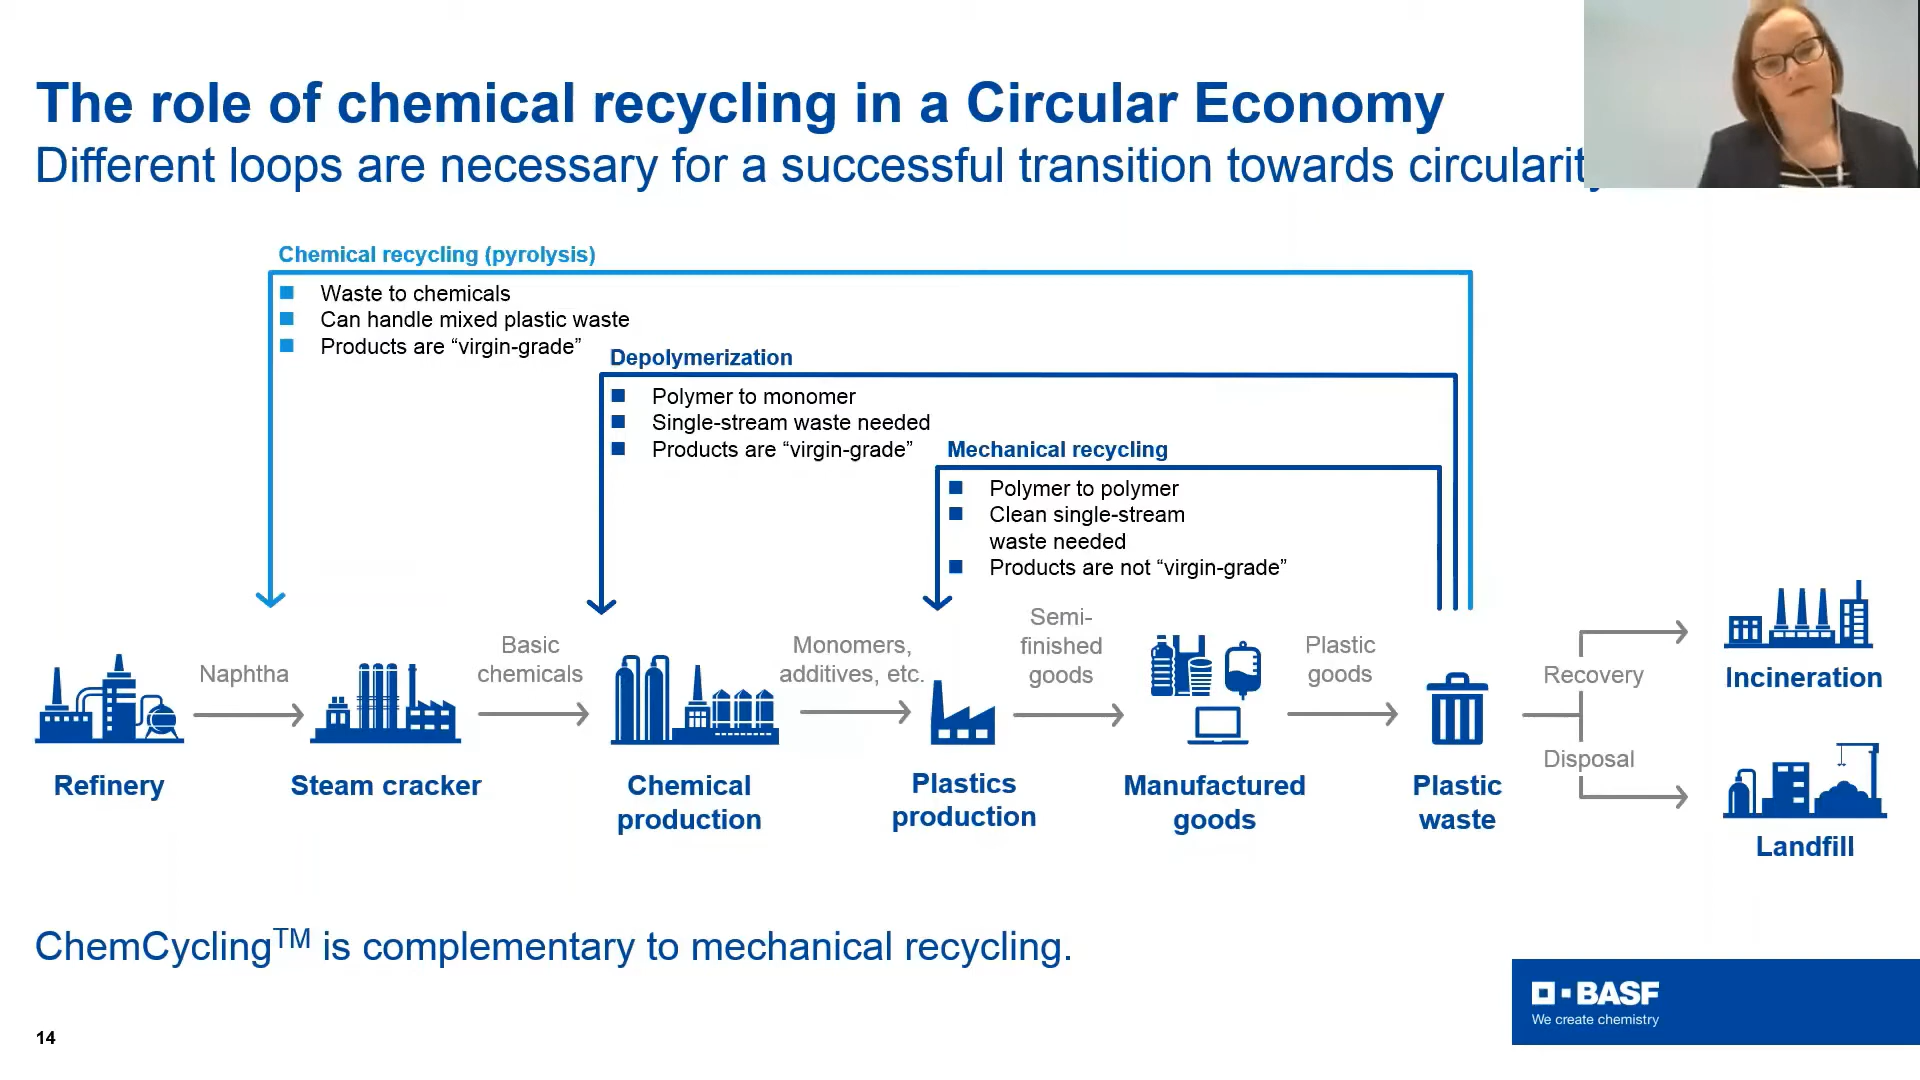 The role of chemical recycling in a Circular Economy
Different loops are necessary for a successful transition towards circularity
Chemical recycling (pyrolysis)
Waste to chemicals
Can handle mixed plastic waste
Products are “virgin-grade”
Depolymerization
Polymer to monomer
Single-stream waste needed
Products are “virgin-grade”
Mechanical recycling
Polymer to polymer
Clean single-stream
waste needed
Products are not “virgin-grade”
Naphtha
Basic
chemicals
Monomers,
additives, etc.
Semi-
finished
goods
Plastic
goods
Recovery
Disposal
Refinery
Steam cracker
Chemical
production
Plastics
production
Manufactured
goods
Plastic
waste
Incineration
Landfill
ChemCycling™ is complementary to mechanical recycling.
BASF
We create chemistry
14